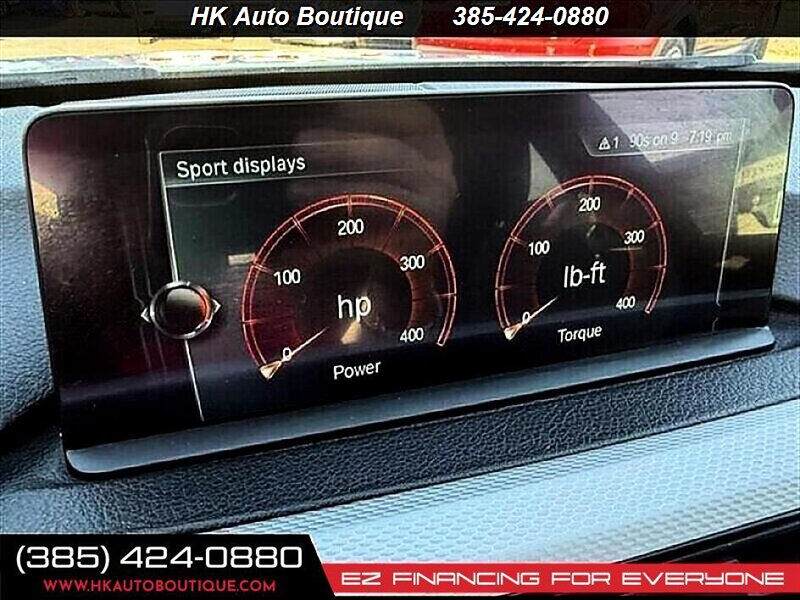 HK Auto Boutique 385-424-0880
Sport displays
1 90s on 9 7:19 pm
200
100
300
hp
0
400
Power
200
100
300
lb-ft
0
400
Torque
(385) 424-0880
WWW.HKAUTOBOUTIQUE.COM
EZ FINANCING FOR EVERYONE